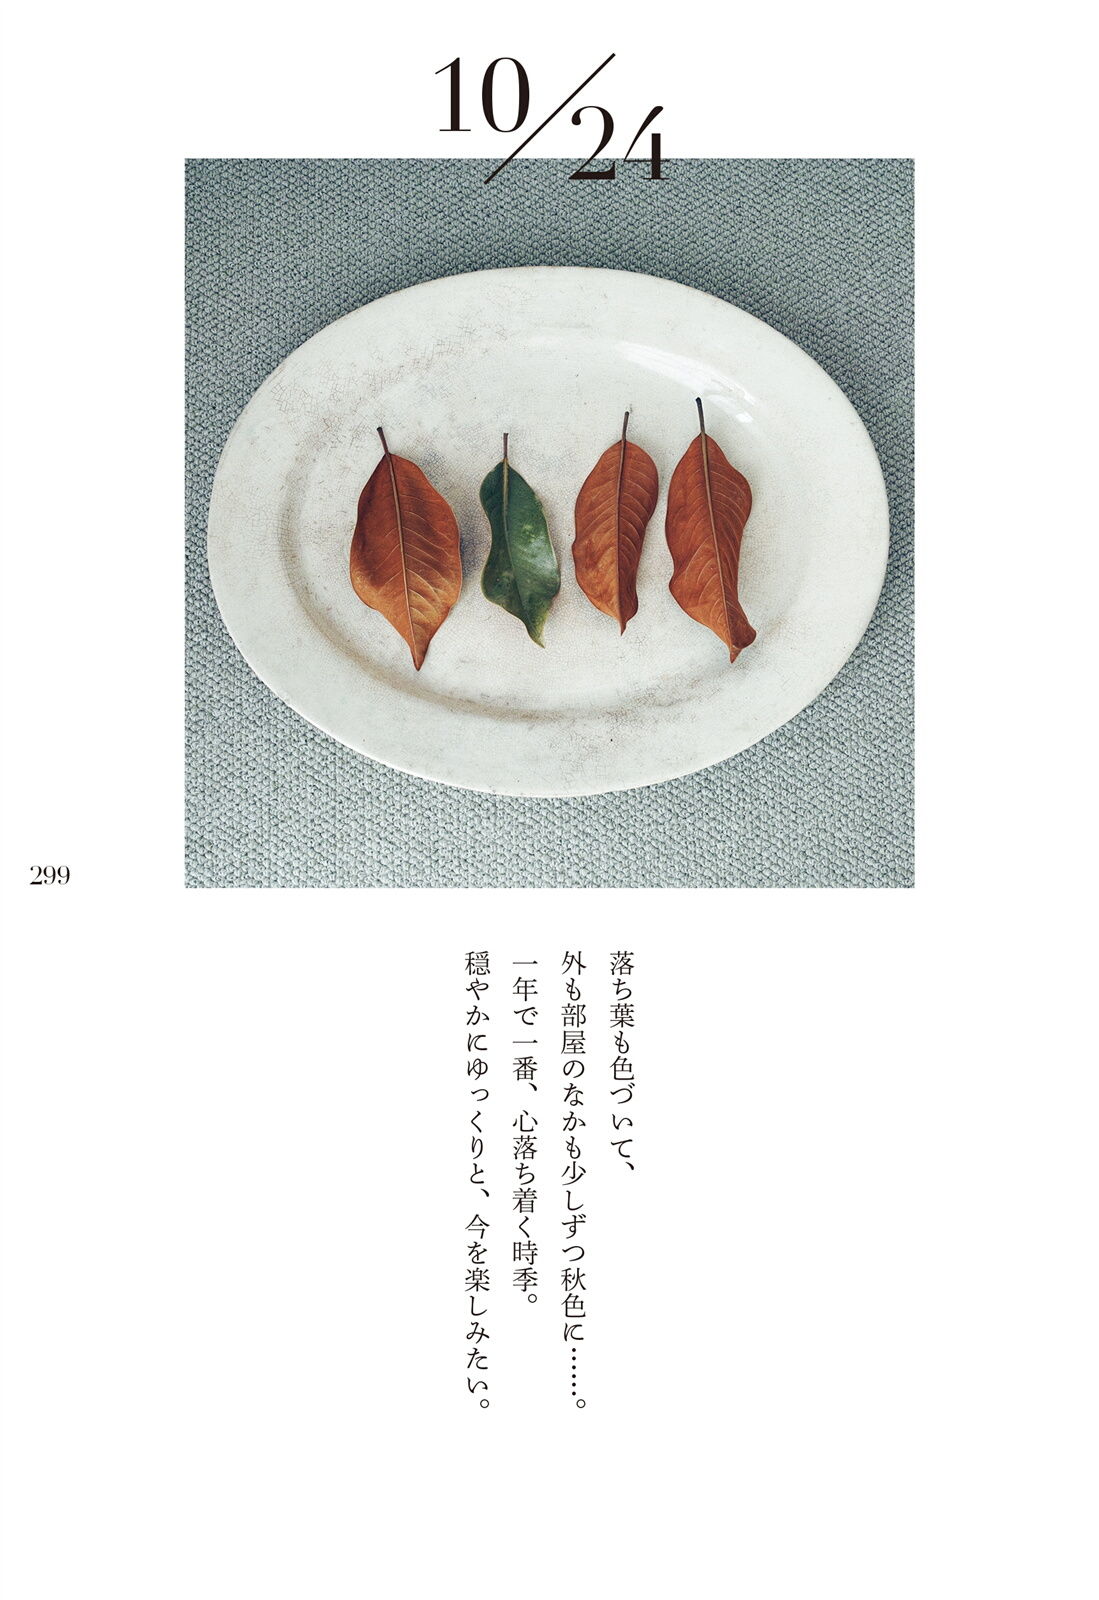 10/24
落ち葉も色づいて、
外も部屋のなかも少しずつ秋色に……。
一年で一番、心落ち着く時季。
穏やかにゆっくりと、今を楽しみたい。
299